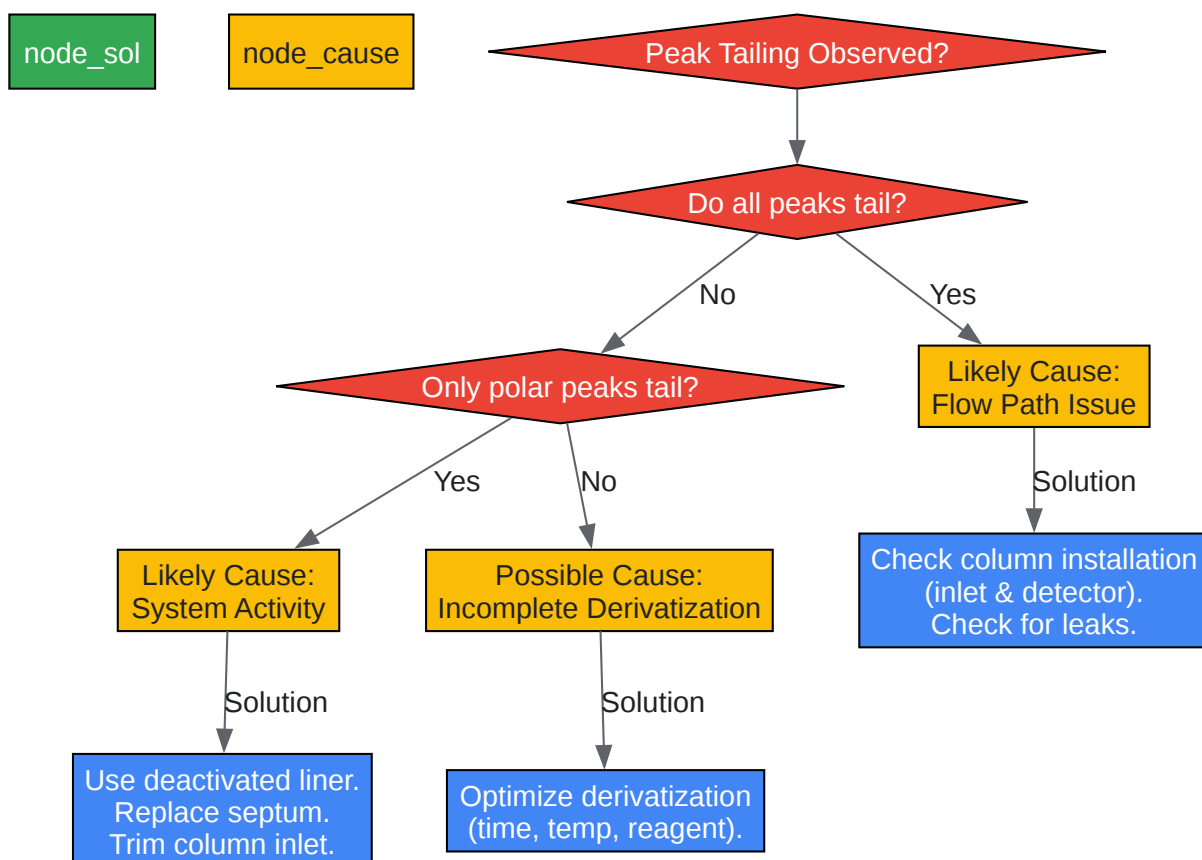 node_sol
node_cause
Peak Tailing Observed?
Do all peaks tail?
No
Yes
Only polar peaks tail?
Likely Cause:
Flow Path Issue
Yes
No
Solution
Likely Cause:
System Activity
Possible Cause:
Incomplete Derivatization
Check column installation
(inlet & detector).
Check for leaks.
Solution
Solution
Use deactivated liner.
Replace septum.
Trim column inlet.
Optimize derivatization
(time, temp, reagent).